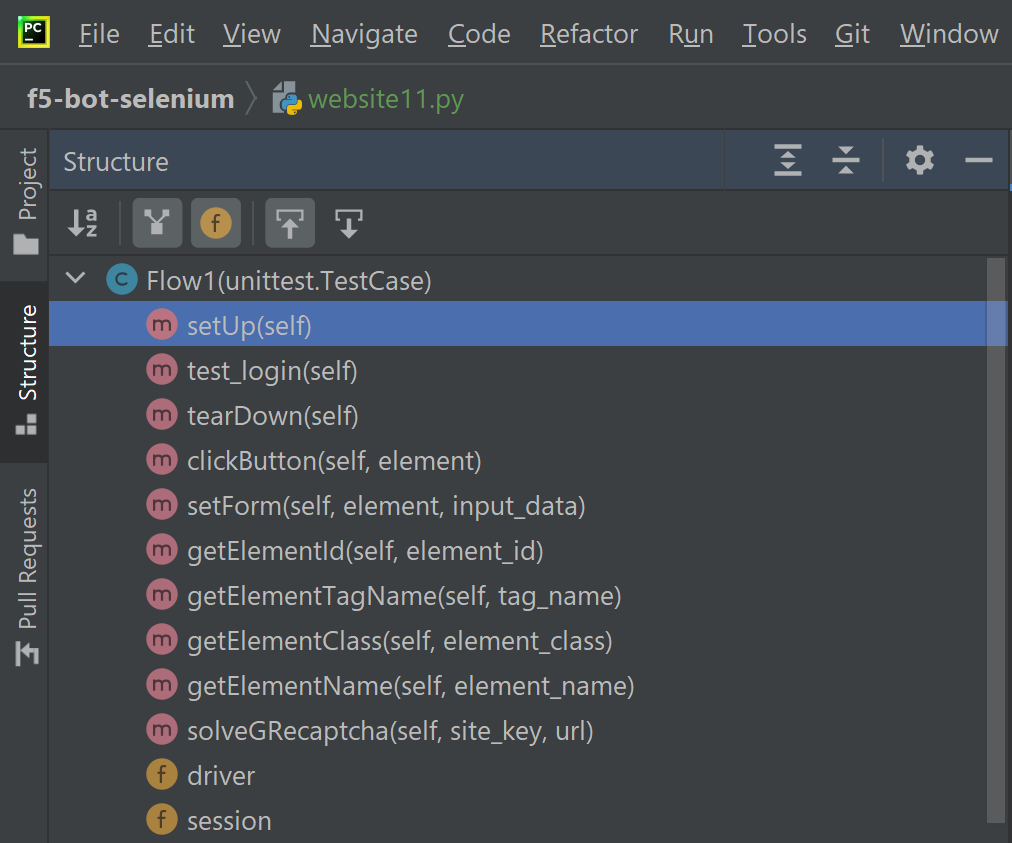 PC File Edit View Navigate Code Refactor Run Tools Git Window
f5-bot-selenium website11.py
Project
Structure
Pull Requests
Structure
a z f
C Flow1(unittest.TestCase)
m setUp(self)
m test_login(self)
m tearDown(self)
m clickButton(self, element)
m setForm(self, element, input_data)
m getElementId(self, element_id)
m getElementTagName(self, tag_name)
m getElementClass(self, element_class)
m getElementName(self, element_name)
m solveGRecaptcha(self, site_key, url)
f driver
f session